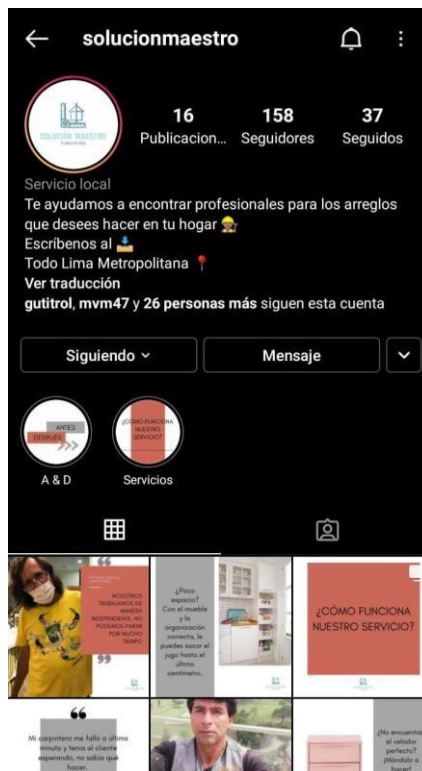 solucionmaestro
SOLUCIÓN MAESTRO
16
158
37
Publicacion...
Seguidores
Seguidos
Servicio local
Te ayudamos a encontrar profesionales para los arreglos
que desees hacer en tu hogar
Escríbenos al
Todo Lima Metropolitana
Ver traducción
gutitrol, mvm47 y 26 personas más siguen esta cuenta
Siguiendo
Mensaje
ANTES
DESPUÉS
¿CÓMO FUNCIONA
NUESTRO
SERVICIO?
A & D
Servicios
NOSOTROS
TRABAJAMOS DE
MANERA
INDEPENDIENTE, NO
PODEMOS PARAR
POR MUCHO
TIEMPO
¿Poco
espacio?
Con el mueble
y la
organización
correcta, le
puedes sacar el
jugo hasta el
último
centímetro.
¿CÓMO FUNCIONA
NUESTRO SERVICIO?
Mi carpintero me falló a último
minuto y tenía al cliente
esperando, no sabía qué
hacer.
¿No encuentras
el velador
perfecto?
¡Mándalo a
hacer!